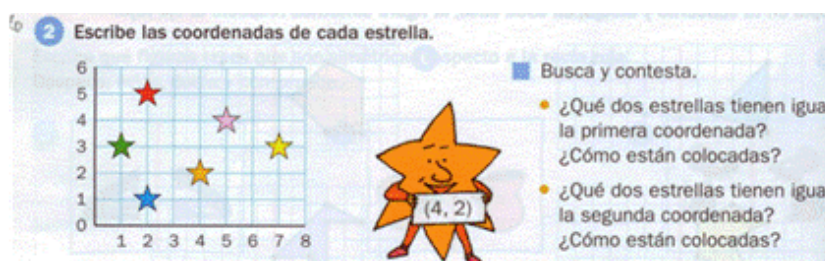 2 Escribe las coordenadas de cada estrella.
6
5
4
3
2
1
0
1 2 3 4 5 6 7 8
(4, 2)
Busca y contesta.
¿Qué dos estrellas tienen igua
la primera coordenada?
¿Cómo están colocadas?
¿Qué dos estrellas tienen igua
la segunda coordenada?
¿Cómo están colocadas?